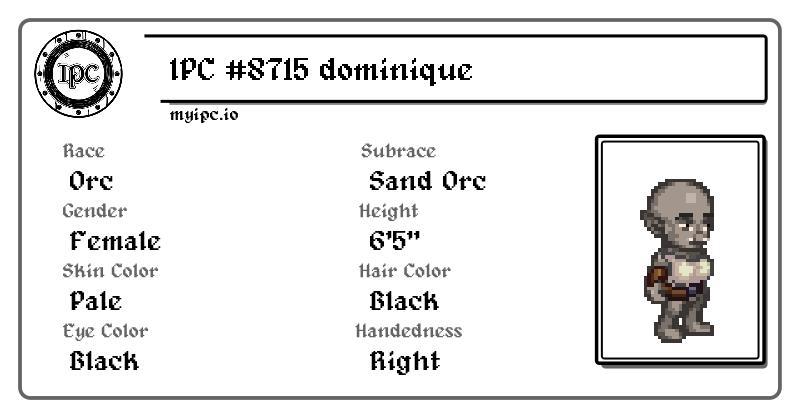 IPC
IPC #8715 dominique
myipc.io
Race
Orc
Subrace
Sand Orc
Gender
Female
Height
6'5"
Skin Color
Pale
Hair Color
Black
Eye Color
Black
Handedness
Right